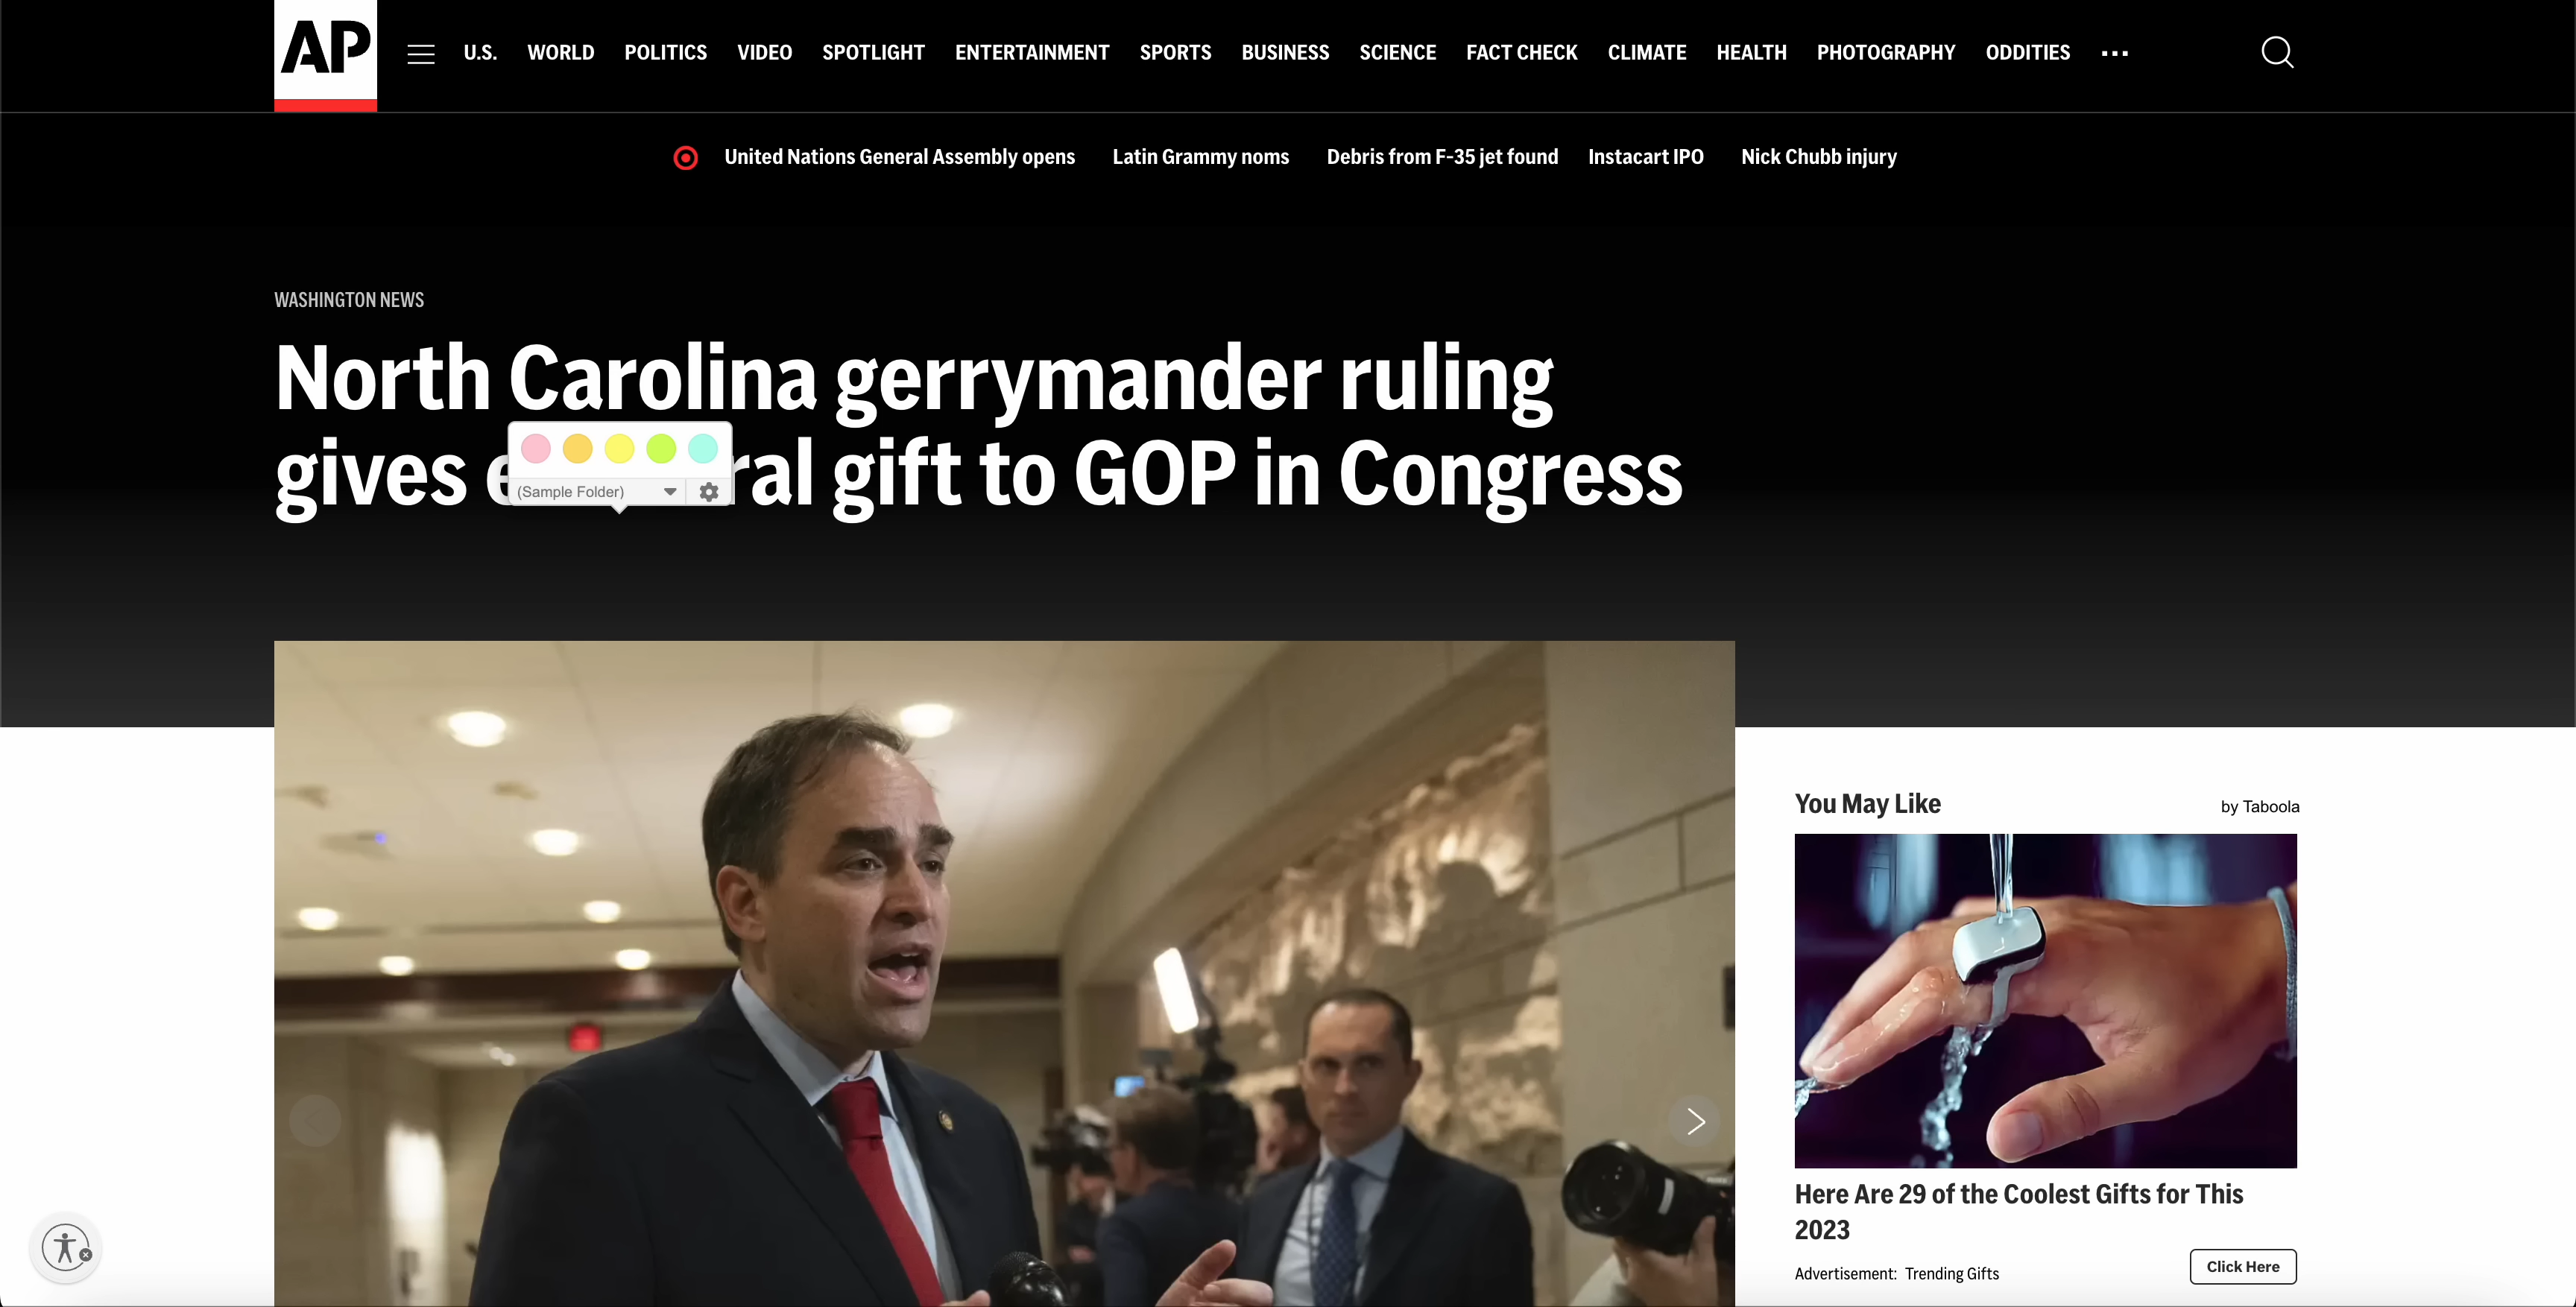 AP
U.S. WORLD POLITICS VIDEO SPOTLIGHT ENTERTAINMENT SPORTS BUSINESS SCIENCE FACT CHECK CLIMATE HEALTH PHOTOGRAPHY ODDITIES
United Nations General Assembly opens Latin Grammy noms Debris from F-35 jet found Instacart IPO Nick Chubb injury
WASHINGTON NEWS
North Carolina gerrymander ruling
gives e ral gift to GOP in Congress
(Sample Folder)
You May Like by Taboola
Here Are 29 of the Coolest Gifts for This
2023
Advertisement: Trending Gifts
Click Here